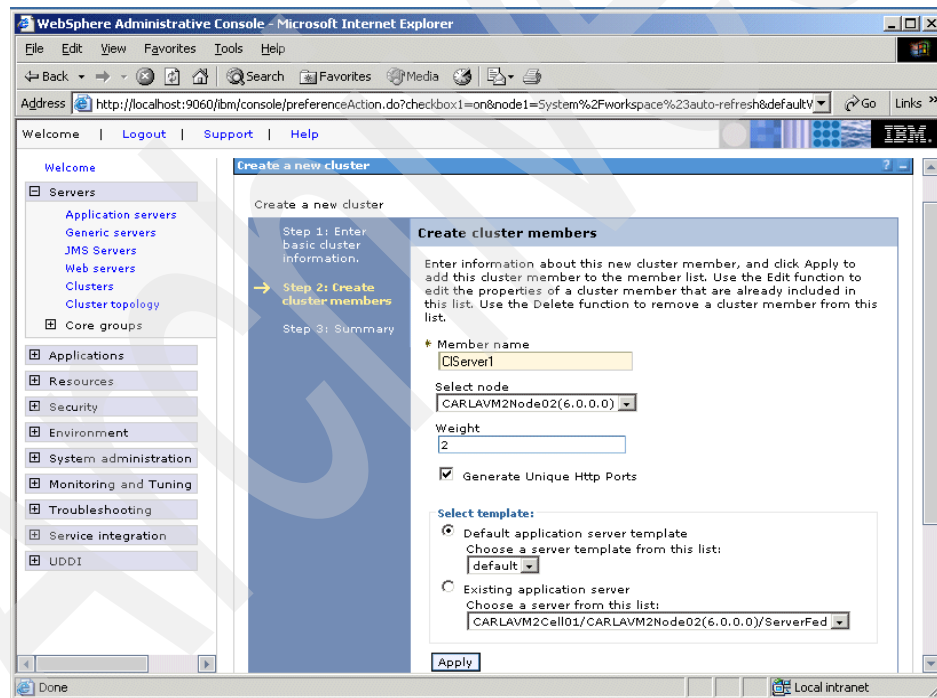 WebSphere Administrative Console - Microsoft Internet Explorer
File Edit View Favorites Tools Help
Back Search Favorites Media
Address http://localhost:9060/ibm/console/preferenceAction.do?checkbox1=on&node1=System%2Fworkspace%23auto-refresh&defaultV Go Links »
Welcome | Logout | Support | Help IBM.
Welcome
Servers
Application servers
Generic servers
JMS Servers
Web servers
Clusters
Cluster topology
Core groups
Applications
Resources
Security
Environment
System administration
Monitoring and Tuning
Troubleshooting
Service integration
UDDI
Create a new cluster ? –
Create a new cluster
Step 1: Enter
basic cluster
information.
Step 2: Create
cluster members
Step 3: Summary
Create cluster members
Enter information about this new cluster member, and click Apply to
add this cluster member to the member list. Use the Edit function to
edit the properties of a cluster member that are already included in
this list. Use the Delete function to remove a cluster member from this
list.
* Member name
ClServer1
Select node
CARLAVM2Node02(6.0.0.0)
Weight
2
Generate Unique Http Ports
Select template:
Default application server template
Choose a server template from this list:
default
Existing application server
Choose a server from this list:
CARLAVM2Cell01/CARLAVM2Node02(6.0.0.0)/ServerFed
Apply
Done Local intranet